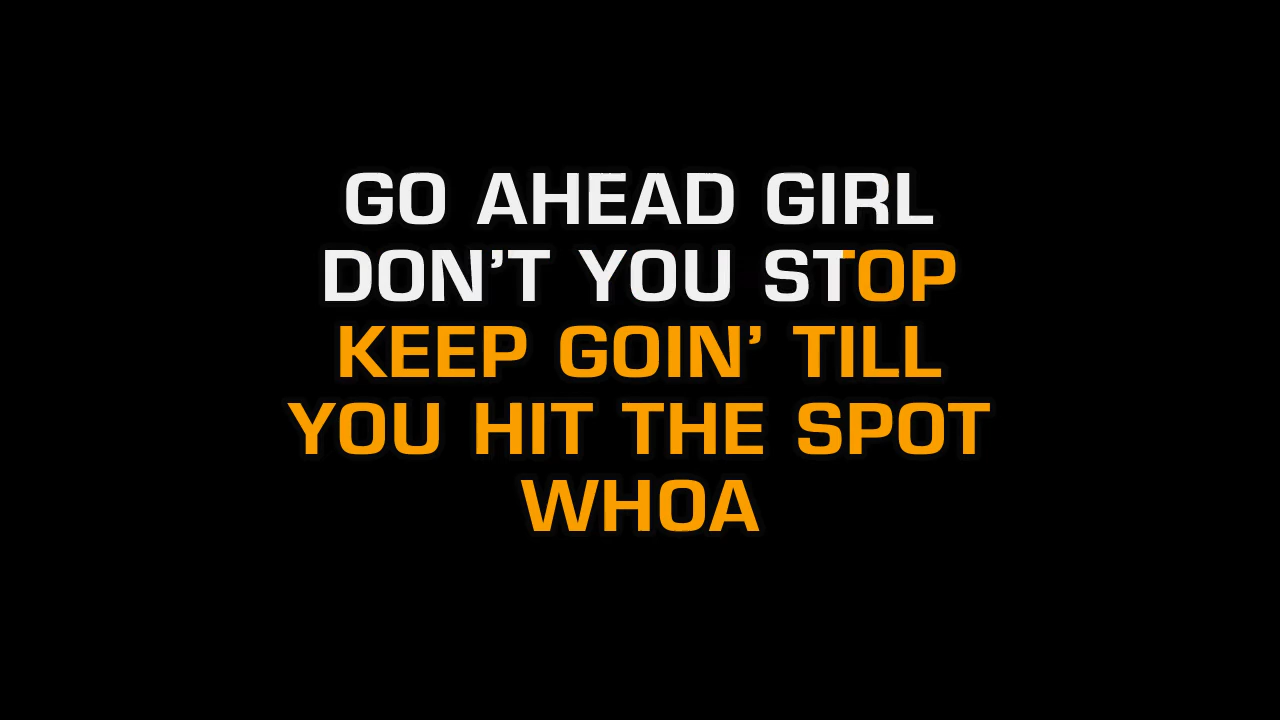 GO AHEAD GIRL
DON’T YOU STOP
KEEP GOIN’ TILL
YOU HIT THE SPOT
WHOA